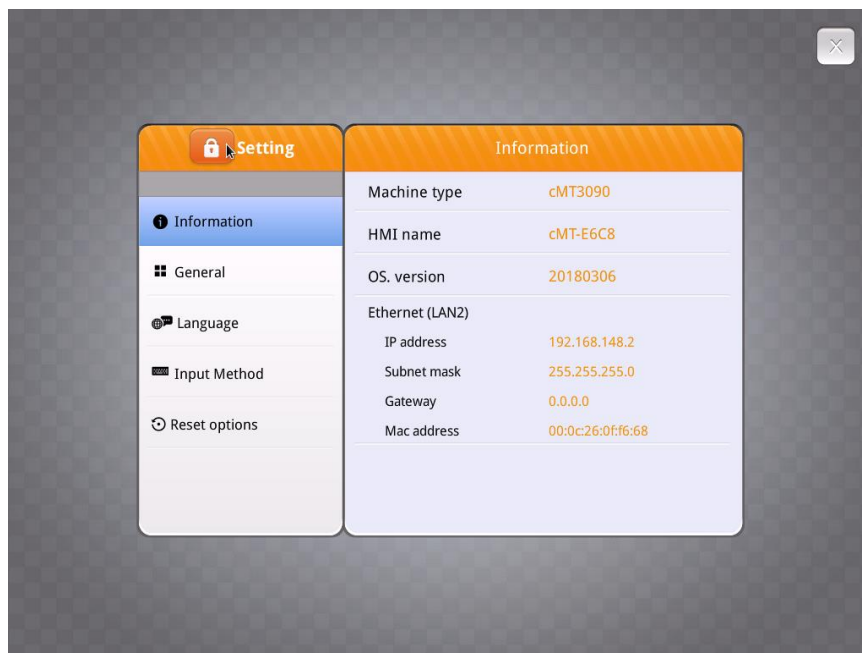 X
Setting
Information
Information
General
Language
Input Method
Reset options
Machine type cMT3090
HMI name cMT-E6C8
OS. version 20180306
Ethernet (LAN2)
IP address 192.168.148.2
Subnet mask 255.255.255.0
Gateway 0.0.0.0
Mac address 00:0c:26:0f:f6:68